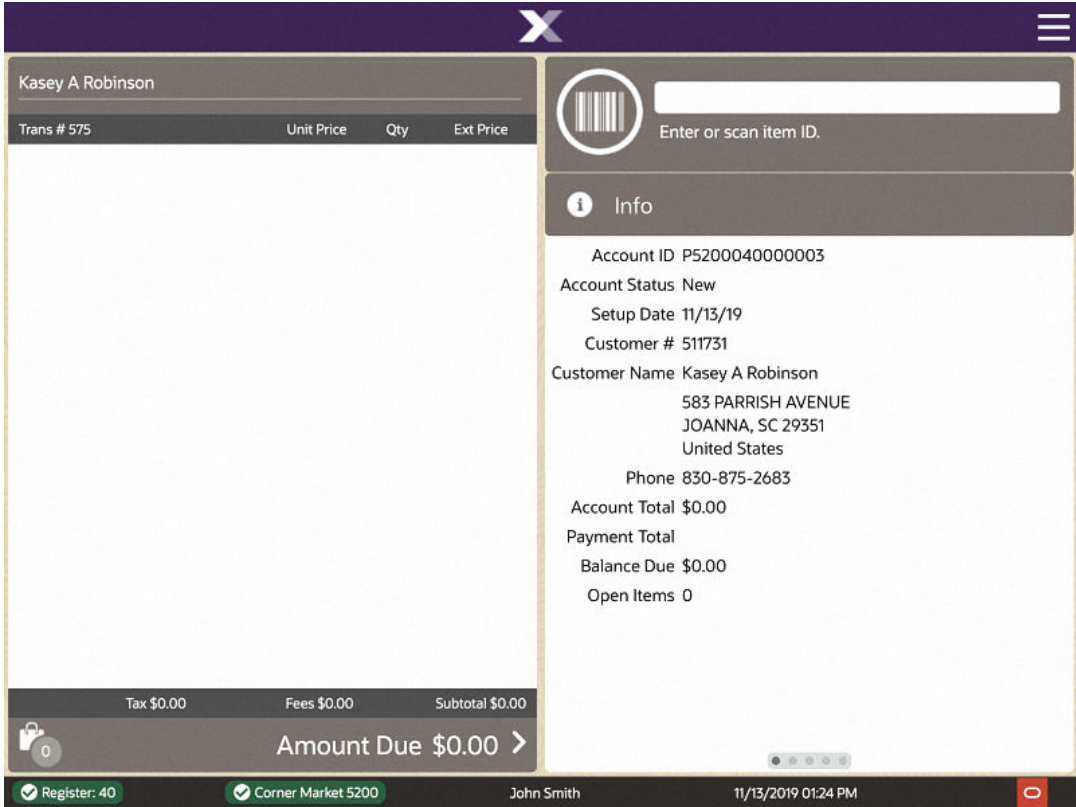 Kasey A Robinson
Trans # 575 Unit Price Qty Ext Price
Tax $0.00 Fees $0.00 Subtotal $0.00
0 Amount Due $0.00
Enter or scan item ID.
Info
Account ID P5200040000003
Account Status New
Setup Date 11/13/19
Customer # 511731
Customer Name Kasey A Robinson
583 PARRISH AVENUE
JOANNA, SC 29351
United States
Phone 830-875-2683
Account Total $0.00
Payment Total
Balance Due $0.00
Open Items 0
Register: 40 Corner Market 5200 John Smith 11/13/2019 01:24 PM